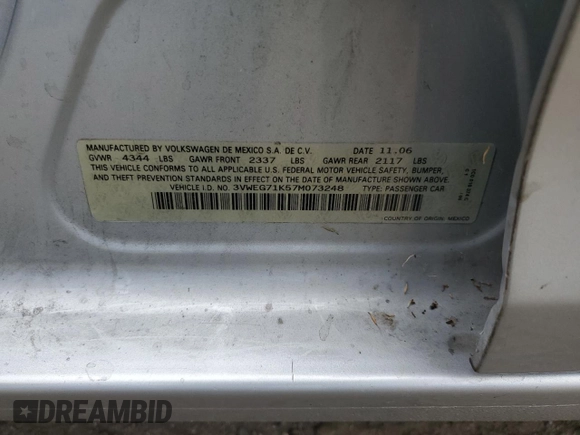 MANUFACTURED BY VOLKSWAGEN DE MEXICO S.A. DE C.V. DATE 11.06
GVWR 4344 LBS GAWR FRONT 2337 LBS GAWR REAR 2117 LBS
THIS VEHICLE CONFORMS TO ALL APPLICABLE U.S. FEDERAL MOTOR VEHICLE SAFETY, BUMPER,
AND THEFT PREVENTION STANDARDS IN EFFECT ON THE DATE OF MANUFACTURE SHOWN ABOVE.
VEHICLE I.D. NO. 3VWEG71K57M073248 TYPE: PASSENGER CAR
COUNTRY OF ORIGIN: MEXICO
DREAMBID